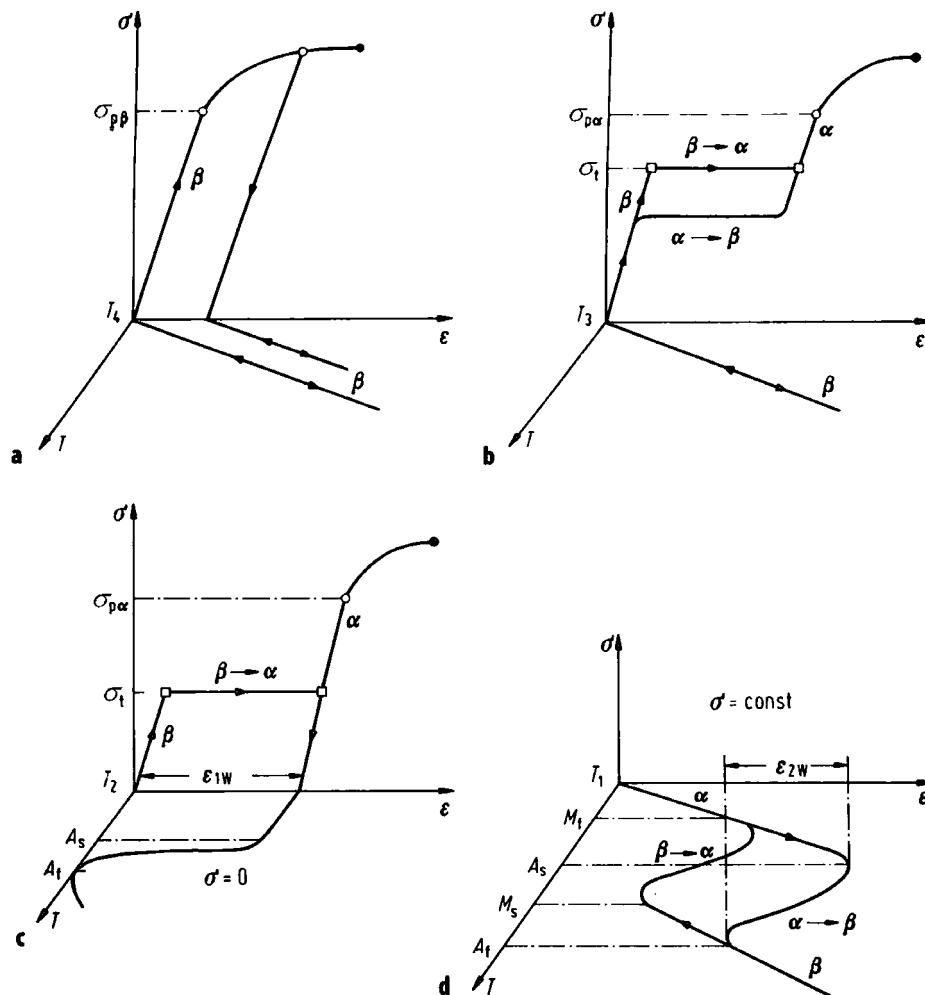 σ
σpβ
β
T4
ε
β
T
a
σ
σpα
α
β → α
σt
β
α → β
T3
ε
β
T
b
σ
σpα
α
β → α
σt
β
T2
ε1W
ε
As
Af
σ = 0
T
c
σ
σ = const
T1
ε2W
ε
α
Mf
β → α
As
Ms
α → β
Af
β
T
d